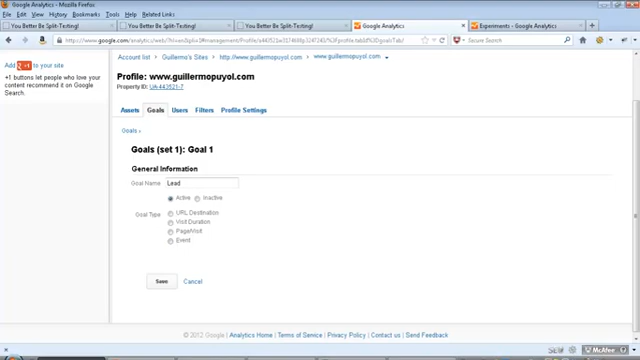 Google Analytics - Mozilla Firefox
File Edit View History Bookmarks Tools Help Related Links
You Better Be Split-Testing!
You Better Be Split-Testing!
You Better Be Split-Testing!
Google Analytics
Experiments - Google Analytics
Secure Search
Add +1 to your site
+1 buttons let people who love your
content recommend it on Google
Search.
Account list › Guillermo's Sites › http://www.guillermopuyol.com › www.guillermopuyol.com
Profile: www.guillermopuyol.com
Property ID: UA-443521-7
Assets Goals Users Filters Profile Settings
Goals ›
Goals (set 1): Goal 1
General Information
Goal Name Lead
Active Inactive
Goal Type URL Destination
Visit Duration
Page/Visit
Event
Save Cancel
© 2012 Google | Analytics Home | Terms of Service | Privacy Policy | Contact us | Send Feedback
McAfee